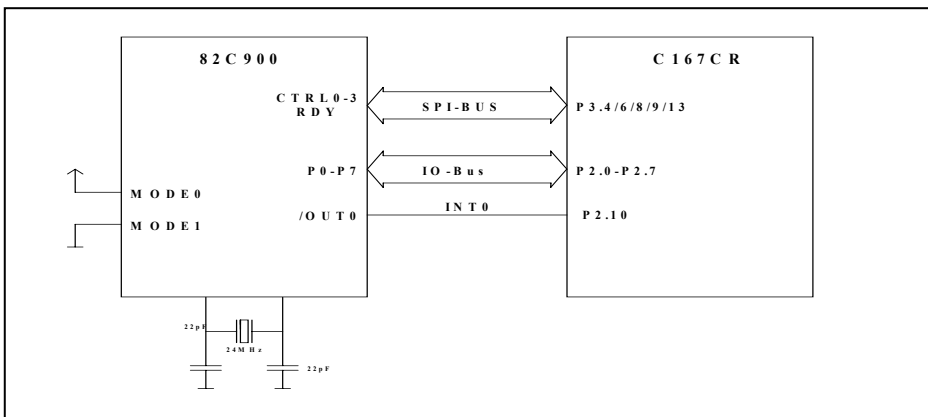 82C900
C167CR
CTRL0-3
RDY
SPI-BUS
P3.4/6/8/9/13
P0-P7
IO-Bus
P2.0-P2.7
MODE0
INT0
MODE1
/OUT0
P2.10
22pF
24MHz
22pF